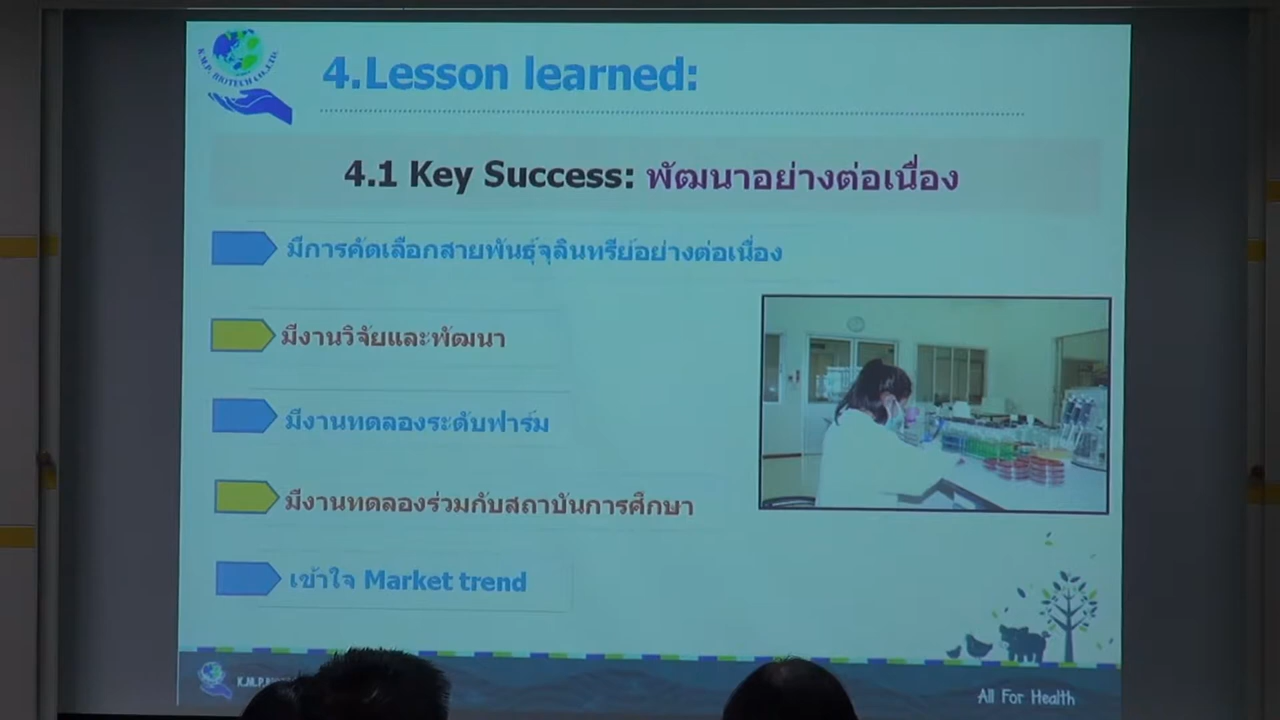 K.M.P. BIOTECH CO.,LTD.
4.Lesson learned:
4.1 Key Success: พัฒนาอย่างต่อเนื่อง
มีการคัดเลือกสายพันธุ์จุลินทรีย์อย่างต่อเนื่อง
มีงานวิจัยและพัฒนา
มีงานทดลองระดับฟาร์ม
มีงานทดลองร่วมกับสถาบันการศึกษา
เข้าใจ Market trend
K.M.P.
All For Health